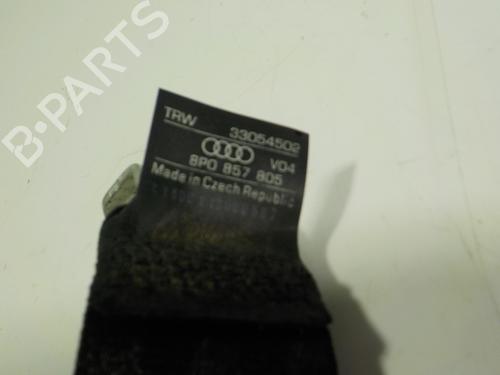 B-PARTS
TRW 33054502
V04
8P0 857 805
Made in Czech Republic